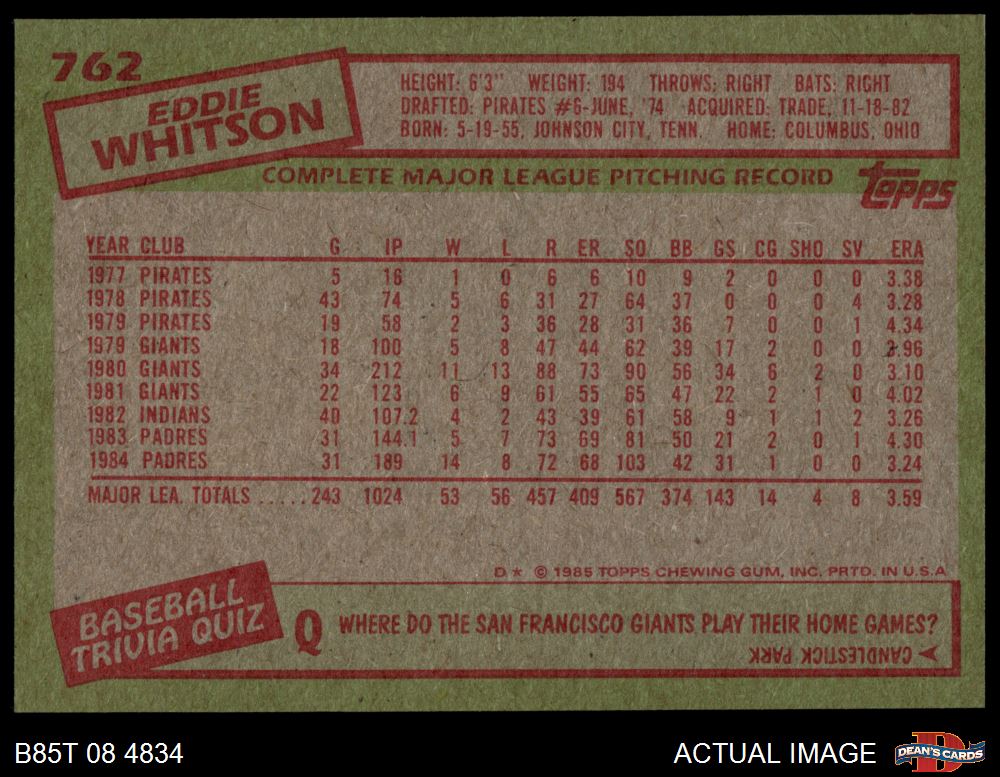 762
EDDIE
WHITSON
HEIGHT: 6'3" WEIGHT: 194 THROWS: RIGHT BATS: RIGHT
DRAFTED: PIRATES #6-JUNE, '74 ACQUIRED: TRADE, 11-18-82
BORN: 5-19-55, JOHNSON CITY, TENN. HOME: COLUMBUS, OHIO
COMPLETE MAJOR LEAGUE PITCHING RECORD
topps
YEAR CLUB G IP W L R ER SO BB GS CG SHO SV ERA
1977 PIRATES 5 16 1 0 6 6 10 9 2 0 0 0 3.38
1978 PIRATES 43 74 5 6 31 27 64 37 0 0 0 4 3.28
1979 PIRATES 19 58 2 3 36 28 31 36 7 0 0 1 4.34
1979 GIANTS 18 100 5 8 47 44 62 39 17 2 0 0 3.96
1980 GIANTS 34 212 11 13 88 73 90 56 34 6 2 0 3.10
1981 GIANTS 22 123 6 9 61 55 65 47 22 2 1 0 4.02
1982 INDIANS 40 107.2 4 2 43 39 61 58 9 1 1 2 3.26
1983 PADRES 31 144.1 5 7 73 69 81 50 21 2 0 1 4.30
1984 PADRES 31 189 14 8 72 68 103 42 31 1 0 0 3.24
MAJOR LEA. TOTALS .....243 1024 53 56 457 409 567 374 143 14 4 8 3.59
D* © 1985 TOPPS CHEWING GUM, INC. PRTD. IN U.S.A.
BASEBALL
TRIVIA QUIZ
Q WHERE DO THE SAN FRANCISCO GIANTS PLAY THEIR HOME GAMES?
CANDLESTICK PARK
B85T 08 4834
ACTUAL IMAGE
DEAN'S CARDS